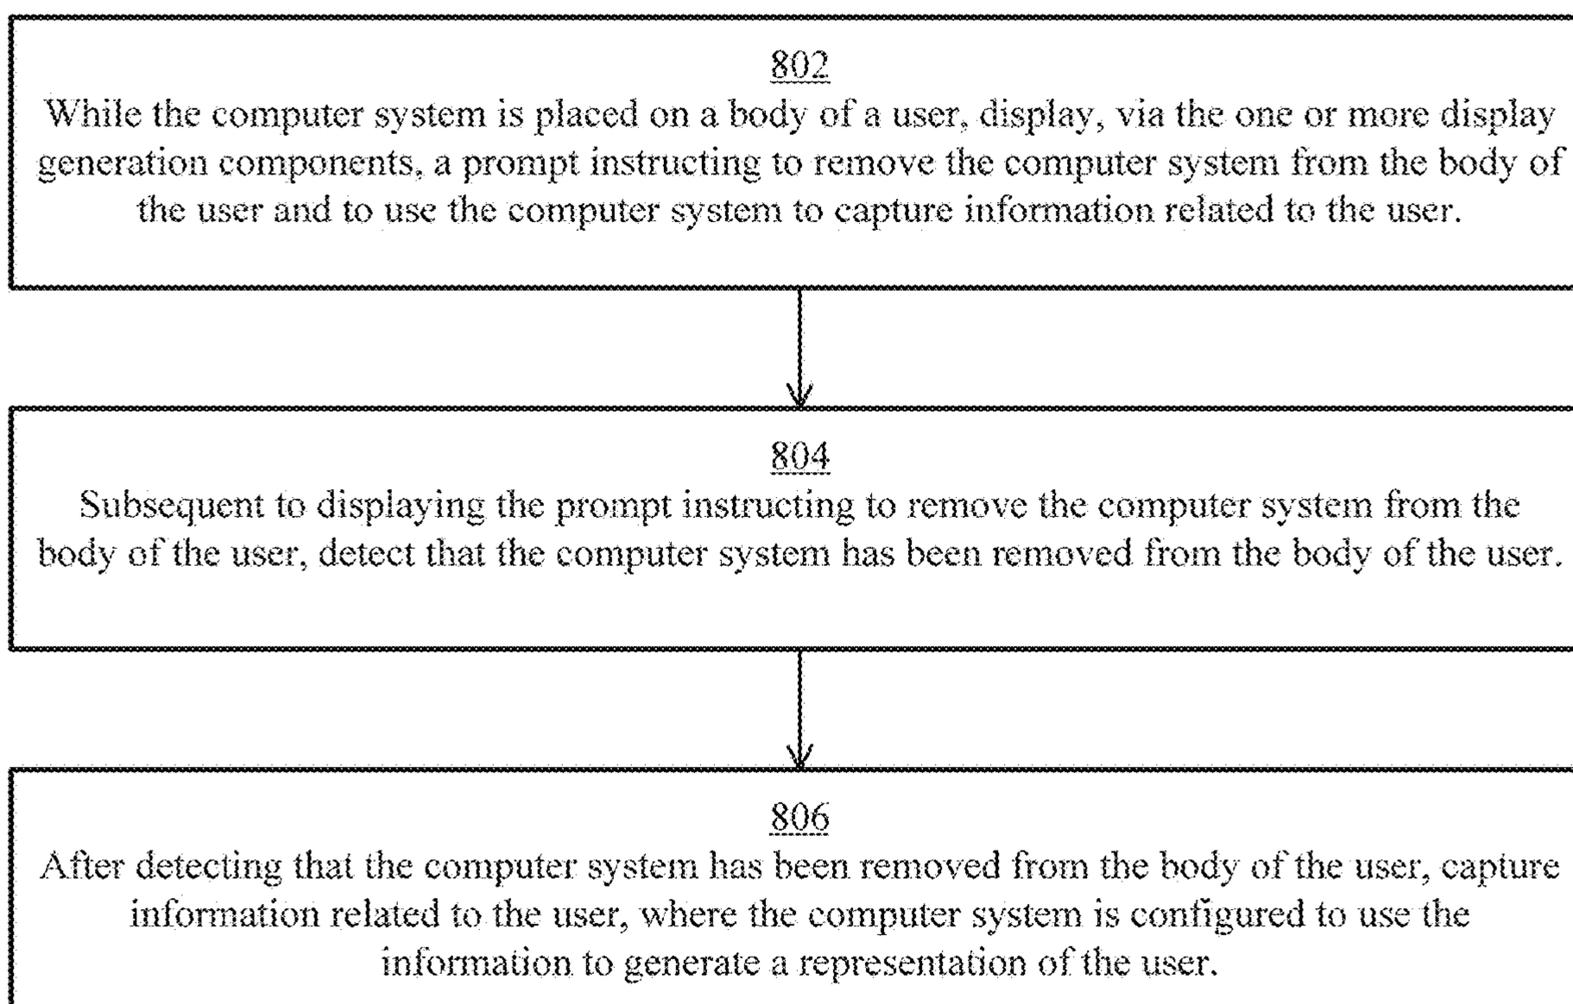 802
While the computer system is placed on a body of a user, display, via the one or more display
generation components, a prompt instructing to remove the computer system from the body of
the user and to use the computer system to capture information related to the user.
804
Subsequent to displaying the prompt instructing to remove the computer system from the
body of the user, detect that the computer system has been removed from the body of the user.
806
After detecting that the computer system has been removed from the body of the user, capture
information related to the user, where the computer system is configured to use the
information to generate a representation of the user.